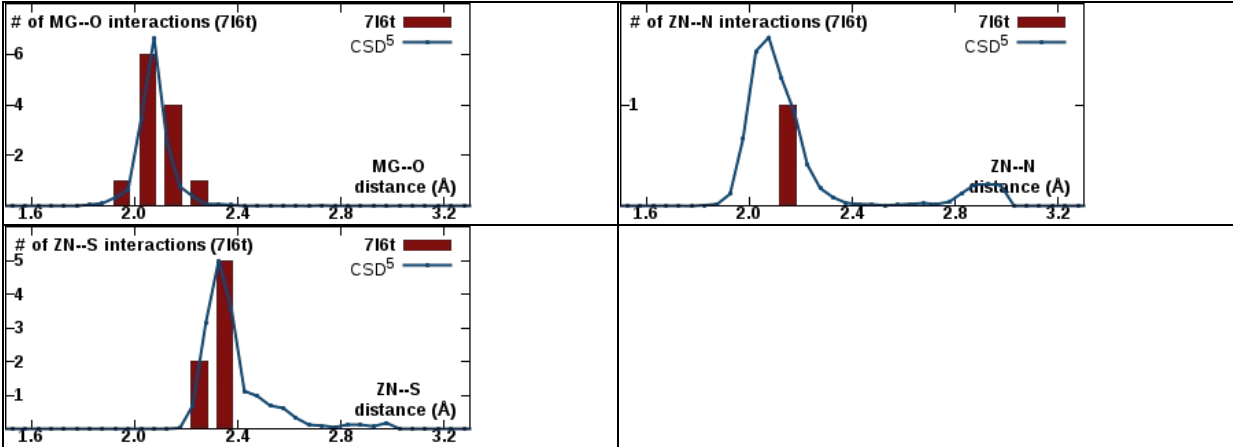 # of MG--O interactions (7l6t)
7l6t
CSD5
6
4
2
MG--O
distance (Å)
1.6 2.0 2.4 2.8 3.2
# of ZN--N interactions (7l6t)
7l6t
CSD5
1
ZN--N
distance (Å)
1.6 2.0 2.4 2.8 3.2
# of ZN--S interactions (7l6t)
7l6t
CSD5
5
4
3
2
1
ZN--S
distance (Å)
1.6 2.0 2.4 2.8 3.2